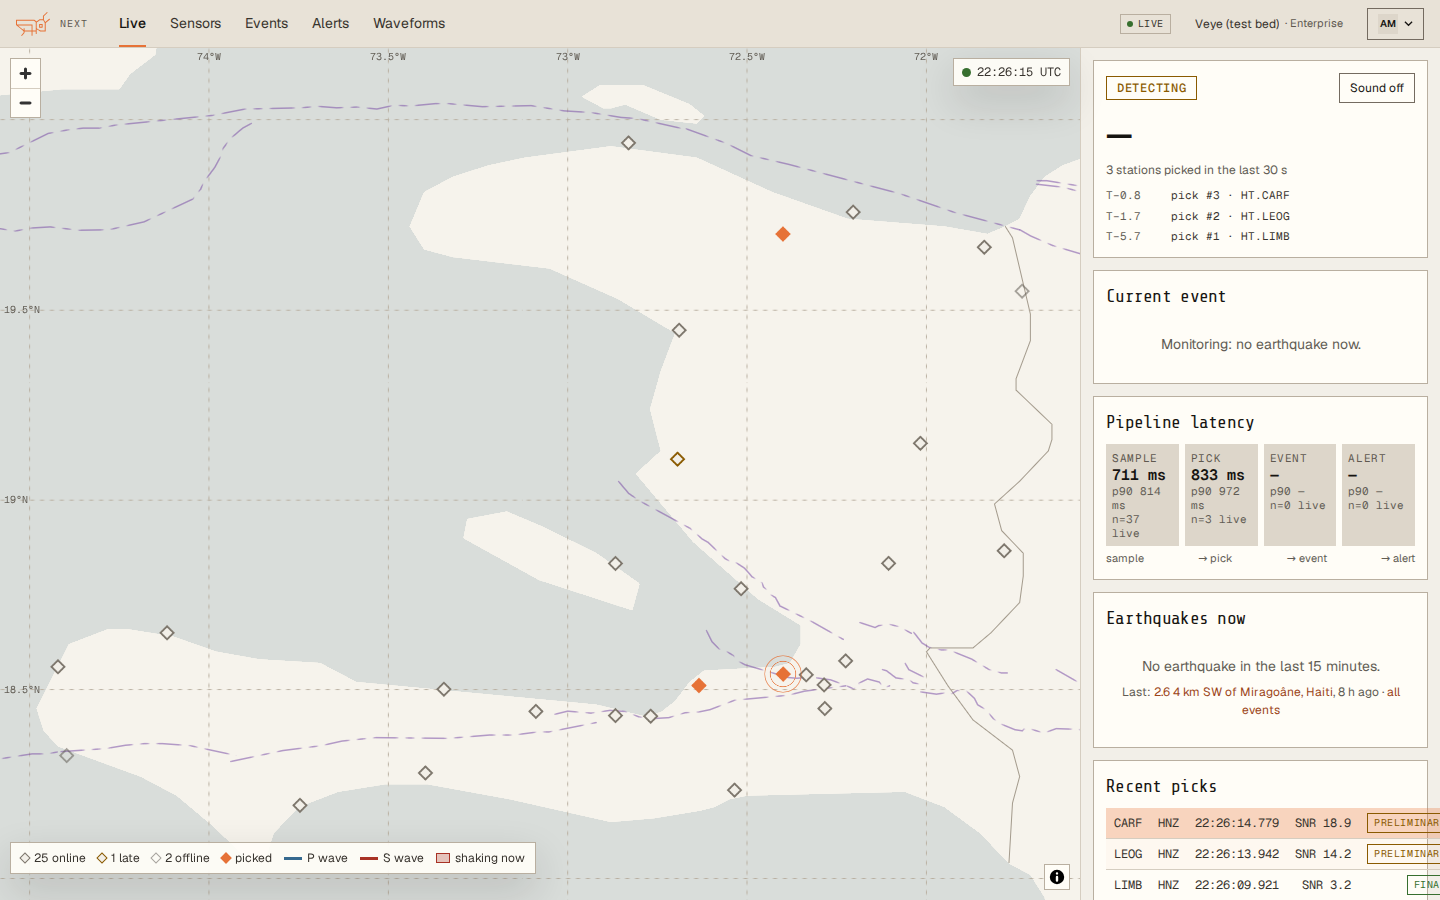 NEXT
Live Sensors Events Alerts Waveforms
LIVE
Veye (test bed) · Enterprise
AM
74°W 73.5°W 73°W 72.5°W 72°W
+
−
22:26:15 UTC
19.5°N
19°N
18.5°N
25 online 1 late 2 offline picked P wave S wave shaking now
DETECTING
Sound off
—
3 stations picked in the last 30 s
T−0.8 pick #3 · HT.CARF
T−1.7 pick #2 · HT.LEOG
T−5.7 pick #1 · HT.LIMB
Current event
Monitoring: no earthquake now.
Pipeline latency
SAMPLE PICK EVENT ALERT
711 ms 833 ms — —
p90 814 ms p90 972 ms p90 — p90 —
n=37 live n=3 live n=0 live n=0 live
sample → pick → event → alert
Earthquakes now
No earthquake in the last 15 minutes.
Last: 2.6 4 km SW of Miragoâne, Haiti, 8 h ago · all
events
Recent picks
CARF HNZ 22:26:14.779 SNR 18.9 PRELIMINAR
LEOG HNZ 22:26:13.942 SNR 14.2 PRELIMINAR
LIMB HNZ 22:26:09.921 SNR 3.2 FINA